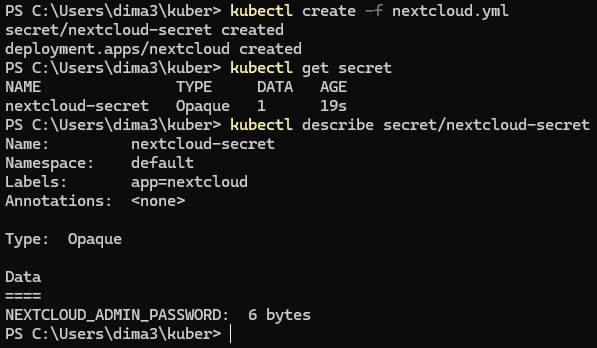 PS C:\Users\dima3\kuber> kubectl create -f nextcloud.yml
secret/nextcloud-secret created
deployment.apps/nextcloud created
PS C:\Users\dima3\kuber> kubectl get secret
NAME               TYPE     DATA   AGE
nextcloud-secret   Opaque   1      19s
PS C:\Users\dima3\kuber> kubectl describe secret/nextcloud-secret
Name:         nextcloud-secret
Namespace:    default
Labels:       app=nextcloud
Annotations:  <none>

Type:  Opaque

Data
====
NEXTCLOUD_ADMIN_PASSWORD:  6 bytes
PS C:\Users\dima3\kuber>